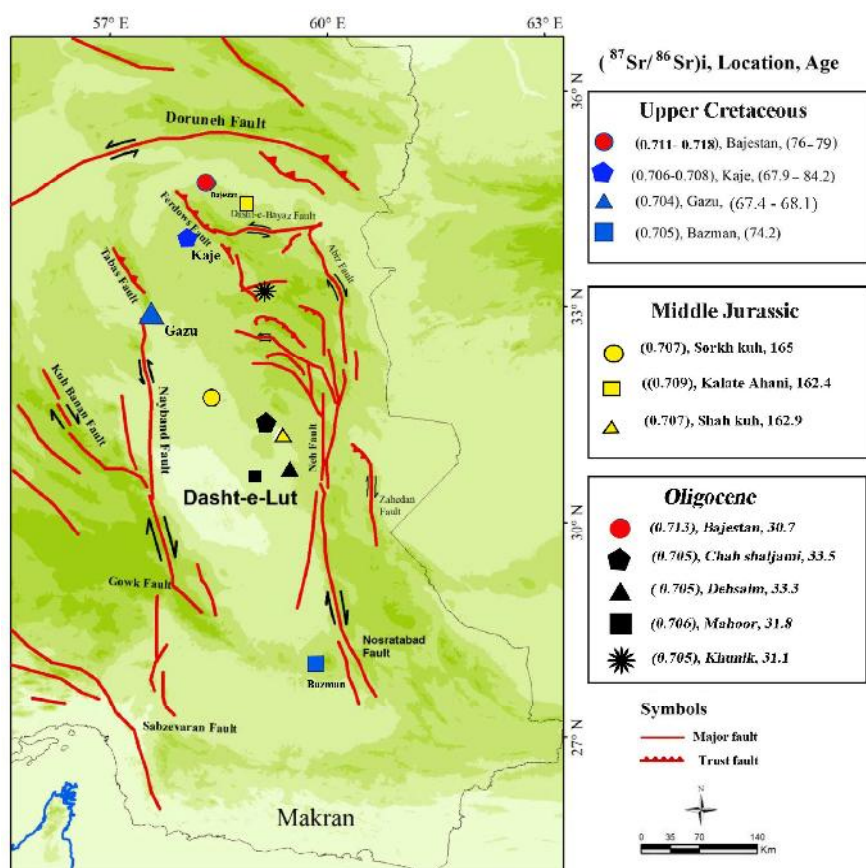 57° E
60° E
63° E
36° N
33° N
30° N
27° N
Doruneh Fault
Bajestan
Ferdows Fault
Dasht-e-Bayaz Fault
Kaje
Abiz Fault
Tabas Fault
Gazu
Kuh Banan Fault
Nayband Fault
Neh Fault
Dasht-e-Lut
Zahedan
Fault
Gowk Fault
Nosratabad
Fault
Bazman
Sabzevaran Fault
Makran
(87Sr/86Sr)i, Location, Age
Upper Cretaceous
(0.711- 0.718), Bajestan, (76–79)
(0.706-0.708), Kaje, (67.9 – 84.2)
(0.704), Gazu, (67.4 - 68.1)
(0.705), Bazman, (74.2)
Middle Jurassic
(0.707), Sorkh kuh, 165
((0.709), Kalate Ahani, 162.4
(0.707), Shah kuh, 162.9
Oligocene
(0.713), Bajestan, 30.7
(0.705), Chah shaljami, 33.5
(0.705), Dehsalm, 33.3
(0.706), Mahoor, 31.8
(0.705), Khunik, 31.1
Symbols
Major fault
Trust fault
N
0 35 70 140
Km